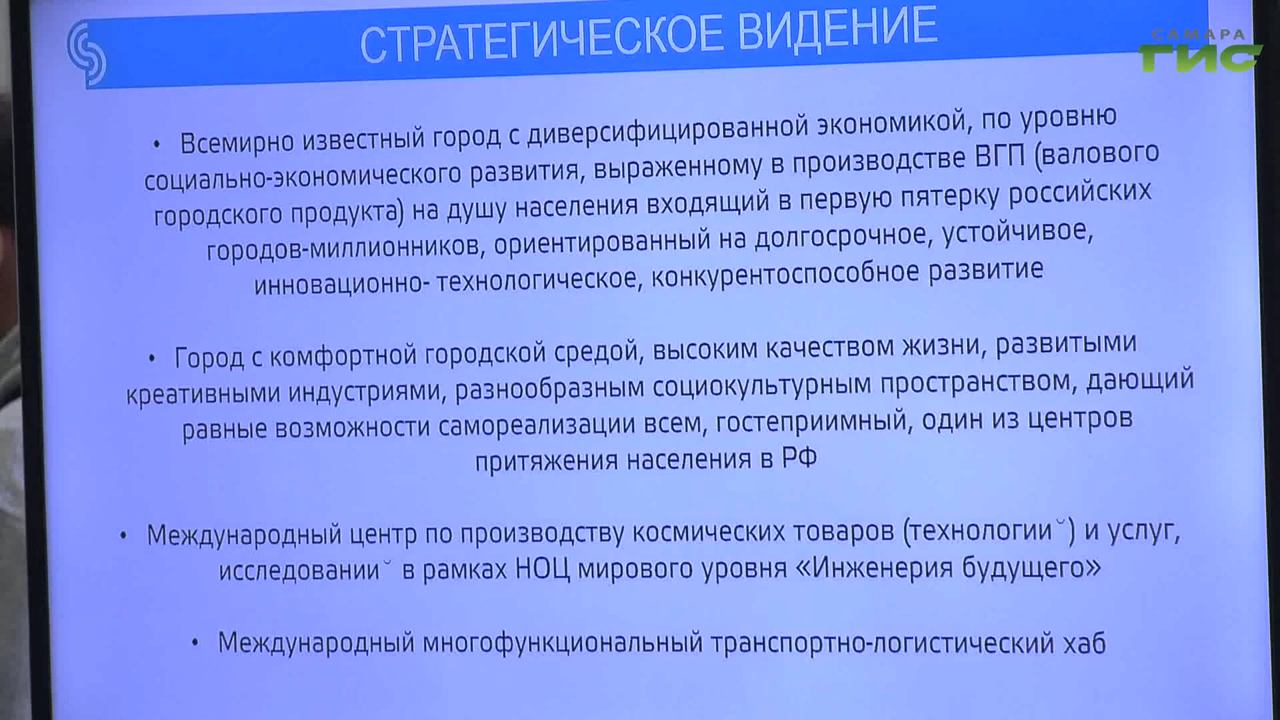 СТРАТЕГИЧЕСКОЕ ВИДЕНИЕ
САМАРА
ГИС
• Всемирно известный город с диверсифицированной экономикой, по уровню
социально-экономического развития, выраженному в производстве ВГП (валового
городского продукта) на душу населения входящий в первую пятерку российских
городов-миллионников, ориентированный на долгосрочное, устойчивое,
инновационно- технологическое, конкурентоспособное развитие
• Город с комфортной городской средой, высоким качеством жизни, развитыми
креативными индустриями, разнообразным социокультурным пространством, дающий
равные возможности самореализации всем, гостеприимный, один из центров
притяжения населения в РФ
• Международный центр по производству космических товаров (технологии˘) и услуг,
исследовании˘ в рамках НОЦ мирового уровня «Инженерия будущего»
• Международный многофункциональный транспортно-логистический хаб